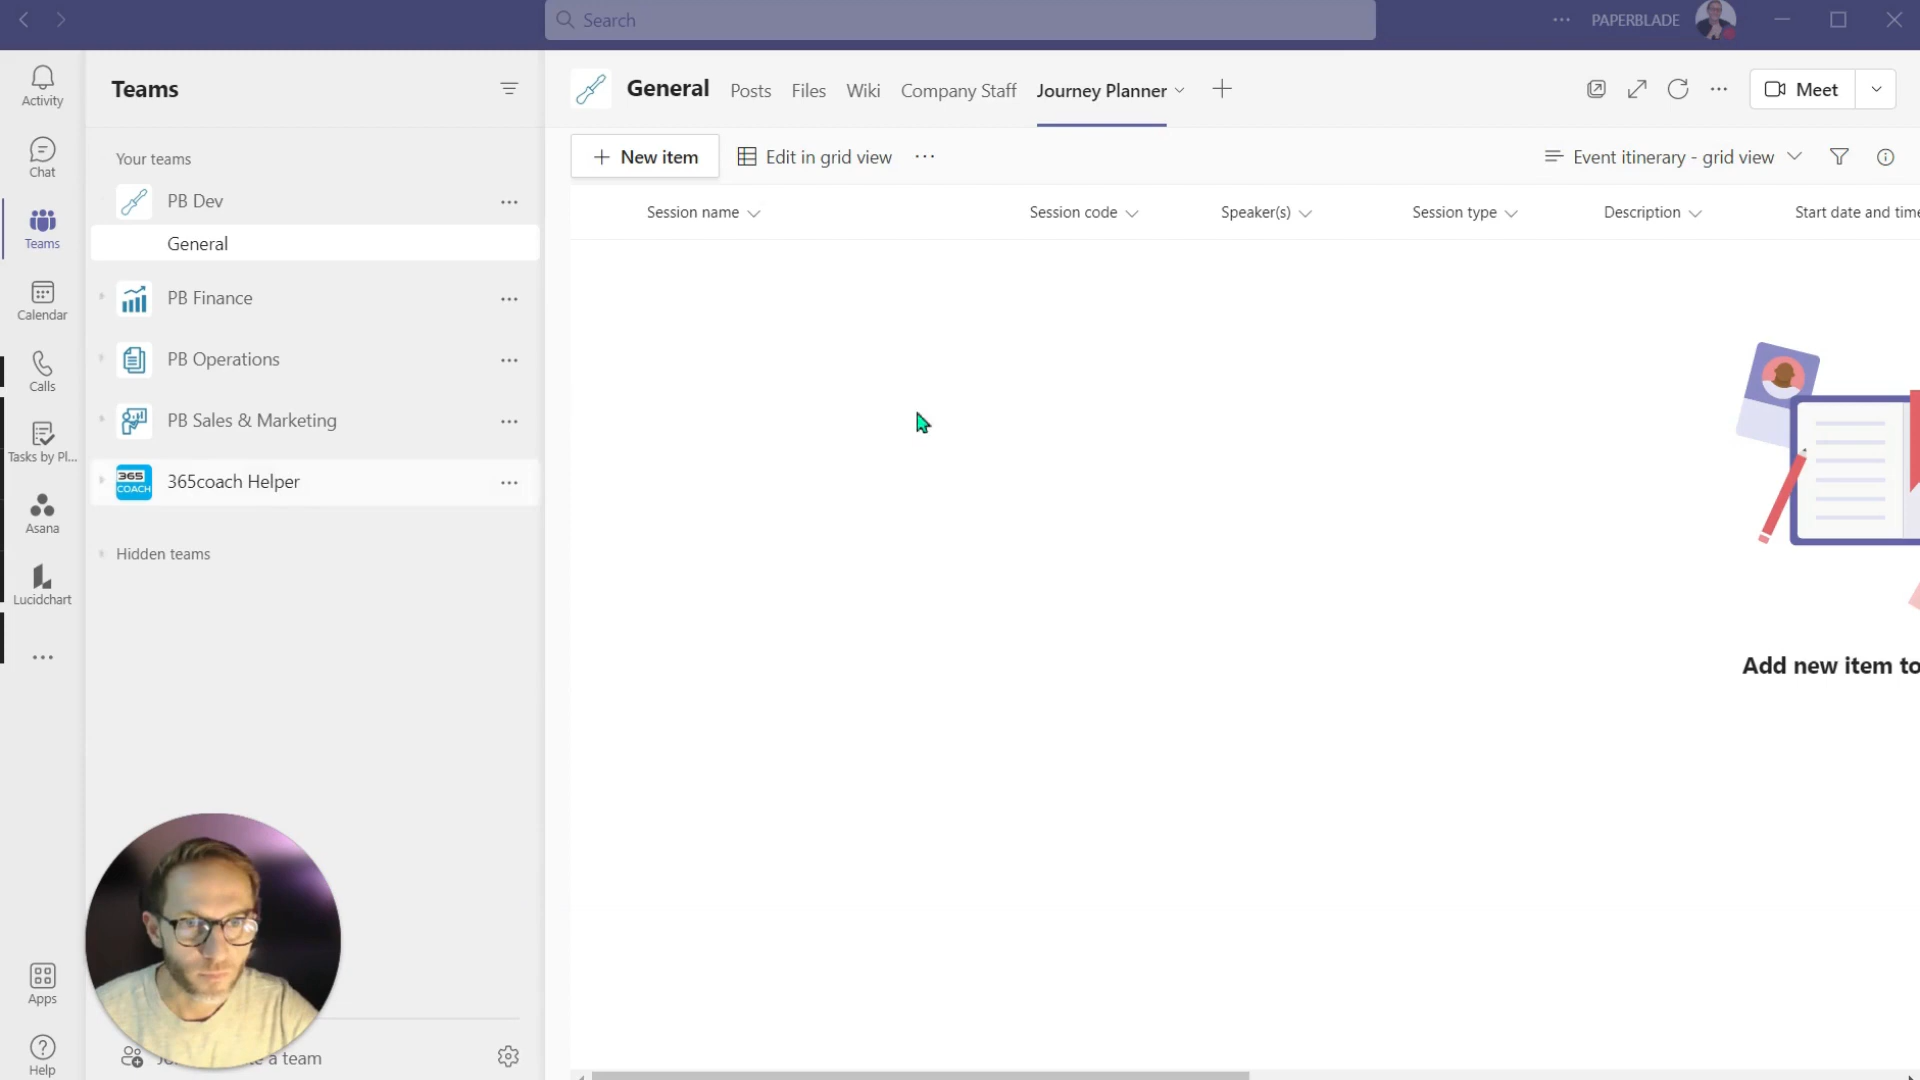 Search
PAPERBLADE
Activity
Chat
Teams
Calendar
Calls
Tasks by Pl...
Asana
Lucidchart
Apps
Help
Teams
Your teams
PB Dev
General
PB Finance
PB Operations
PB Sales & Marketing
365 COACH
365coach Helper
Hidden teams
a team
General
Posts
Files
Wiki
Company Staff
Journey Planner
Meet
New item
Edit in grid view
Event itinerary - grid view
Session name
Session code
Speaker(s)
Session type
Description
Start date and time
Add new item to